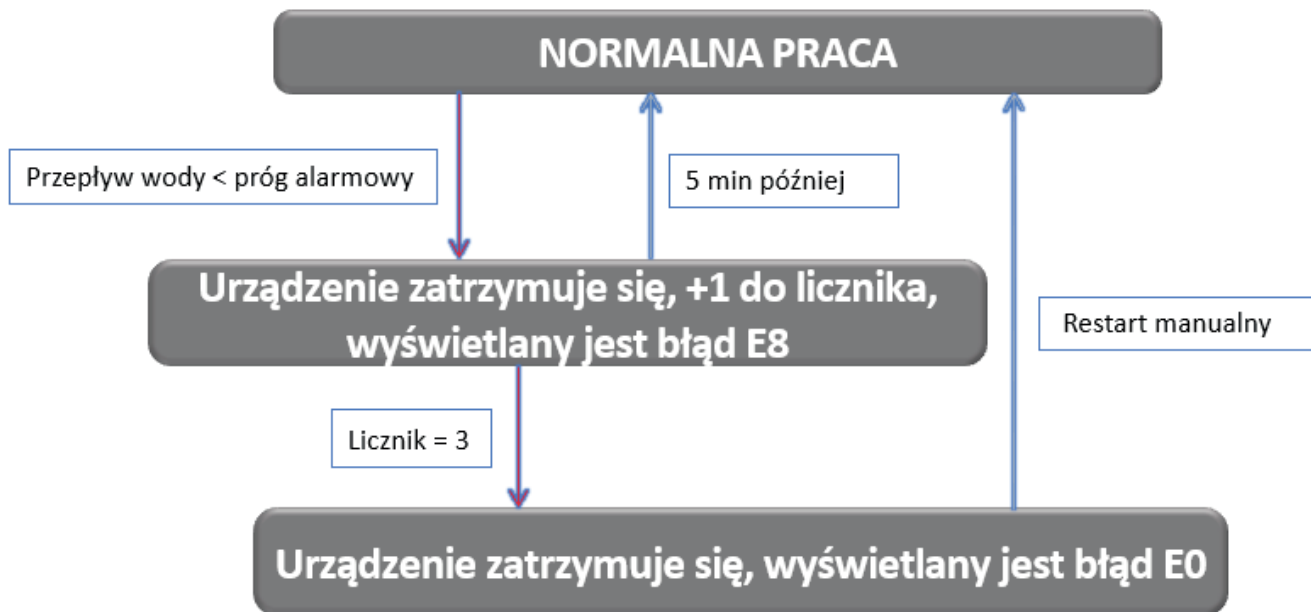 NORMALNA PRACA
Przepływ wody < próg alarmowy
5 min później
Urządzenie zatrzymuje się, +1 do licznika,
wyświetlany jest błąd E8
Restart manualny
Licznik = 3
Urządzenie zatrzymuje się, wyświetlany jest błąd E0